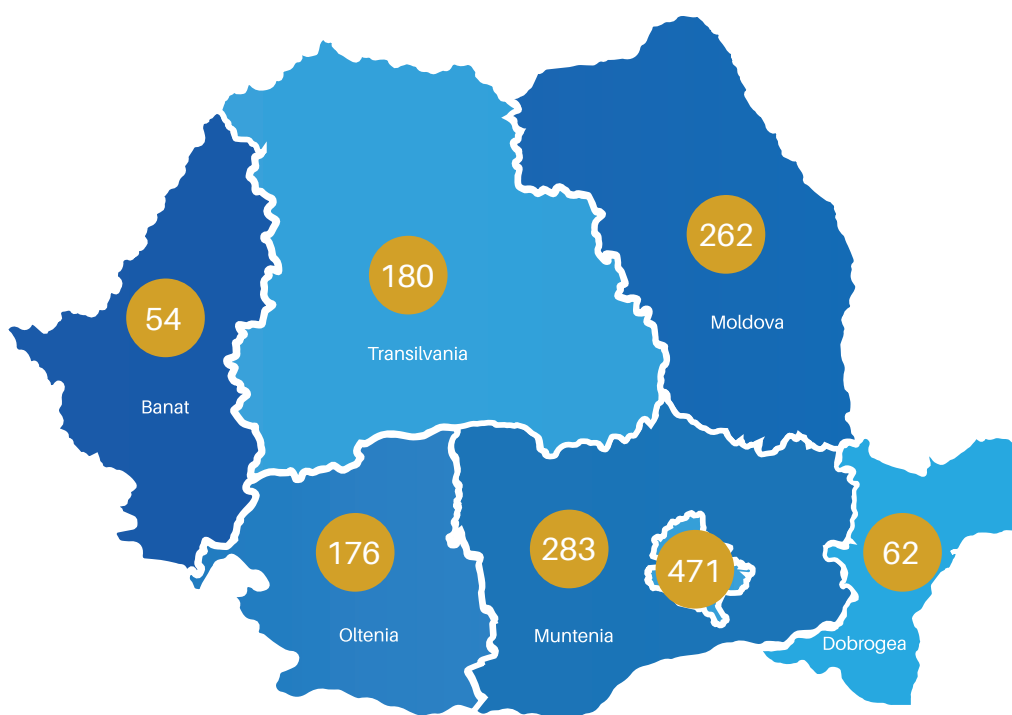 262
180
54
Moldova
Transilvania
Banat
176
283
471
62
Oltenia
Muntenia
Dobrogea